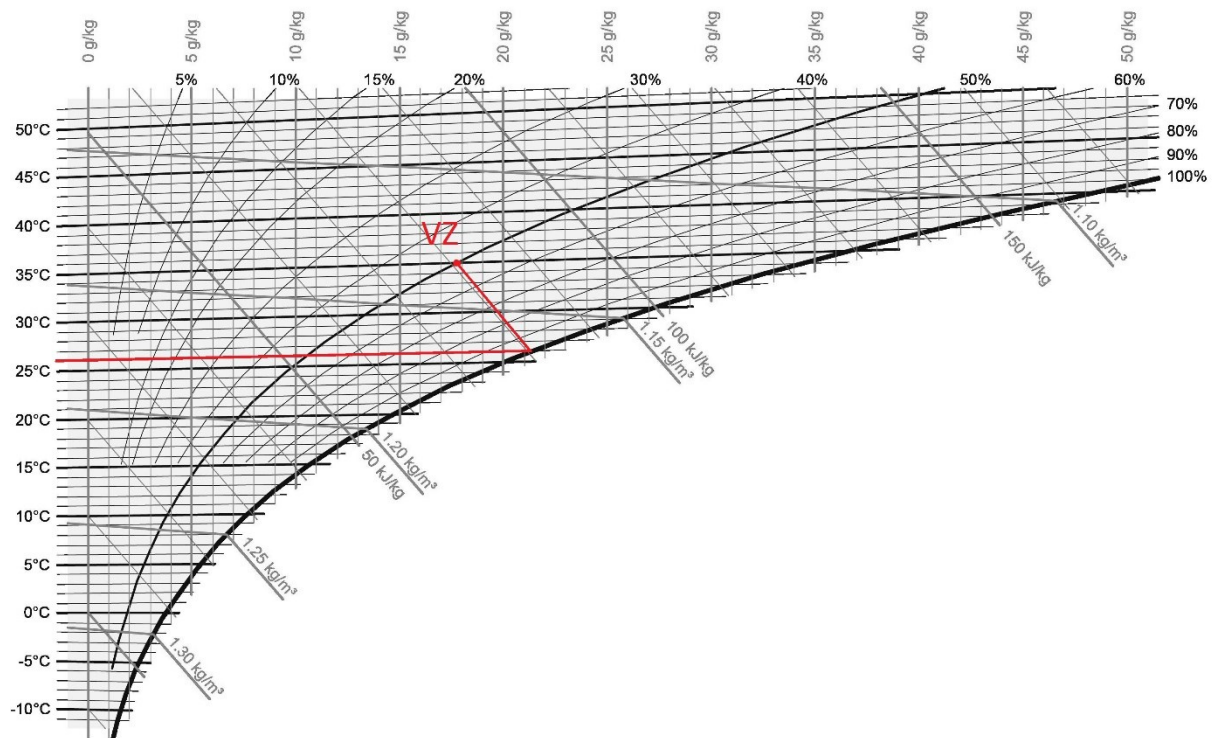 0 g/kg
5 g/kg
10 g/kg
15 g/kg
20 g/kg
25 g/kg
30 g/kg
35 g/kg
40 g/kg
45 g/kg
50 g/kg
5%
10%
15%
20%
30%
40%
50%
60%
70%
80%
90%
100%
50°C
45°C
40°C
35°C
30°C
25°C
20°C
15°C
10°C
5°C
0°C
-5°C
-10°C
VZ
1.10 kg/m³
150 kJ/kg
100 kJ/kg
1.15 kg/m³
1.20 kg/m³
50 kJ/kg
1.25 kg/m³
1.30 kg/m³